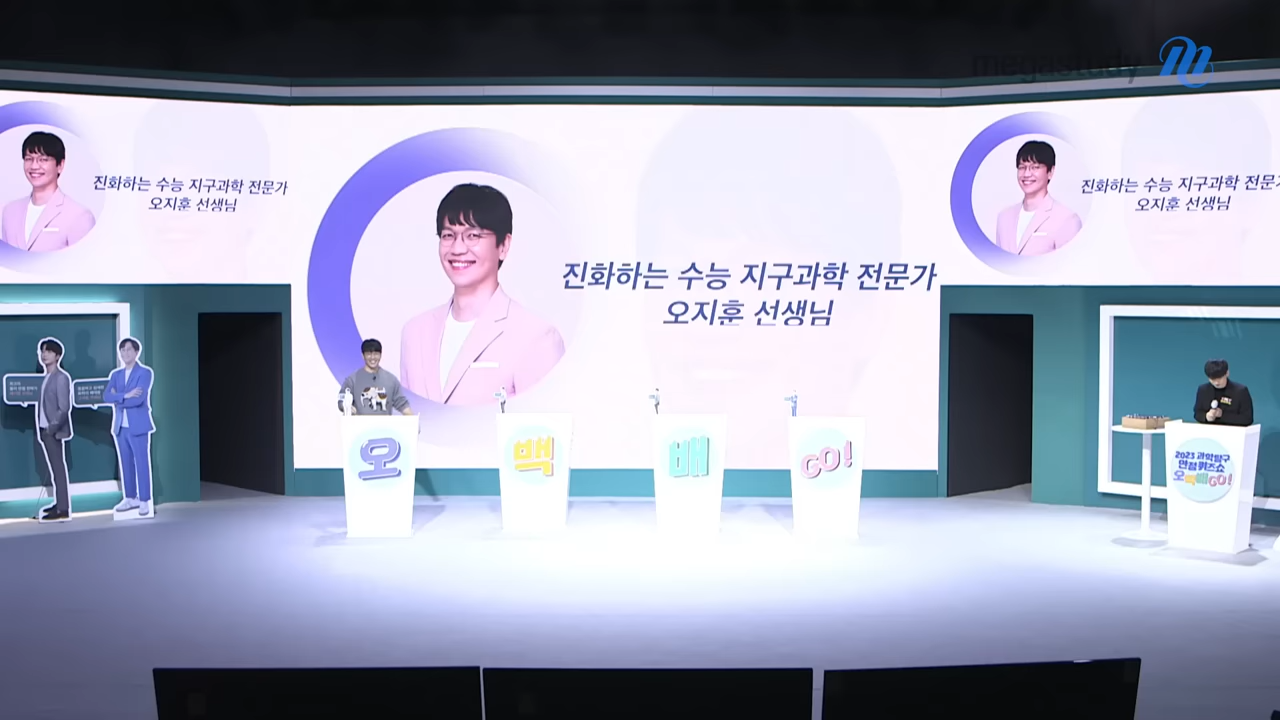 megastudy
진화하는 수능 지구과학 전문가
오지훈 선생님
진화하는 수능 지구과학 전문가
오지훈 선생님
진화하는 수능 지구과학 전문
오지훈 선생님
오
백
배
GO!
2023 과학탐구
만점퀴즈쇼
오백배GO!